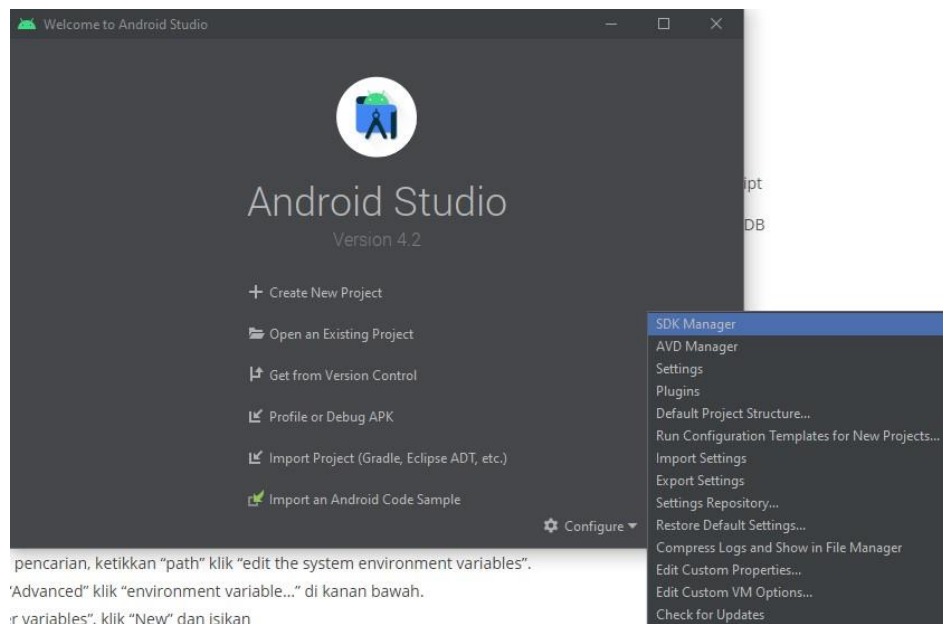 Welcome to Android Studio
ipt
DB
Android Studio
Version 4.2
Create New Project
Open an Existing Project
Get from Version Control
Profile or Debug APK
Import Project (Gradle, Eclipse ADT, etc.)
Import an Android Code Sample
Configure
SDK Manager
AVD Manager
Settings
Plugins
Default Project Structure...
Run Configuration Templates for New Projects...
Import Settings
Export Settings
Settings Repository...
Restore Default Settings...
Compress Logs and Show in File Manager
Edit Custom Properties...
Edit Custom VM Options...
Check for Updates
pencarian, ketikkan “path” klik “edit the system environment variables”.
“Advanced” klik “environment variable...” di kanan bawah.
r variables”, klik “New” dan isikan